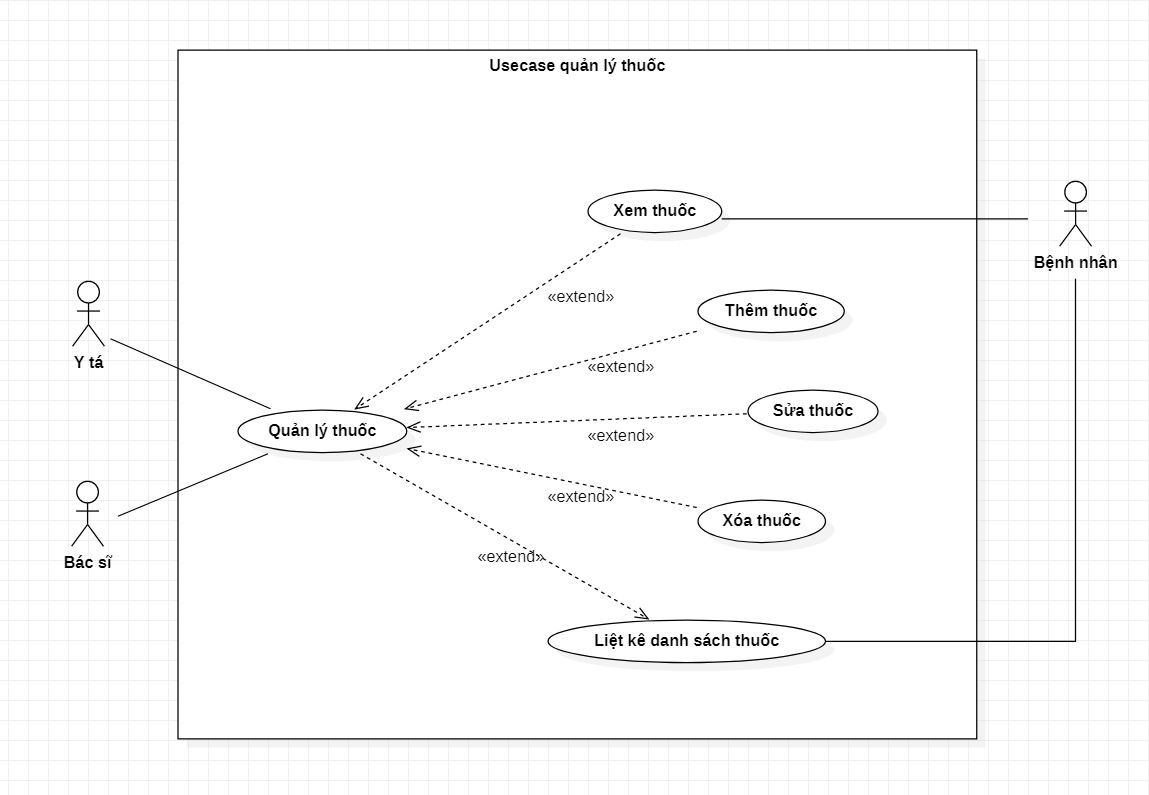 Usecase quản lý thuốc
Xem thuốc
Bệnh nhân
«extend»
Thêm thuốc
Y tá
«extend»
Sửa thuốc
Quản lý thuốc
«extend»
«extend»
Xóa thuốc
Bác sĩ
«extend»
Liệt kê danh sách thuốc